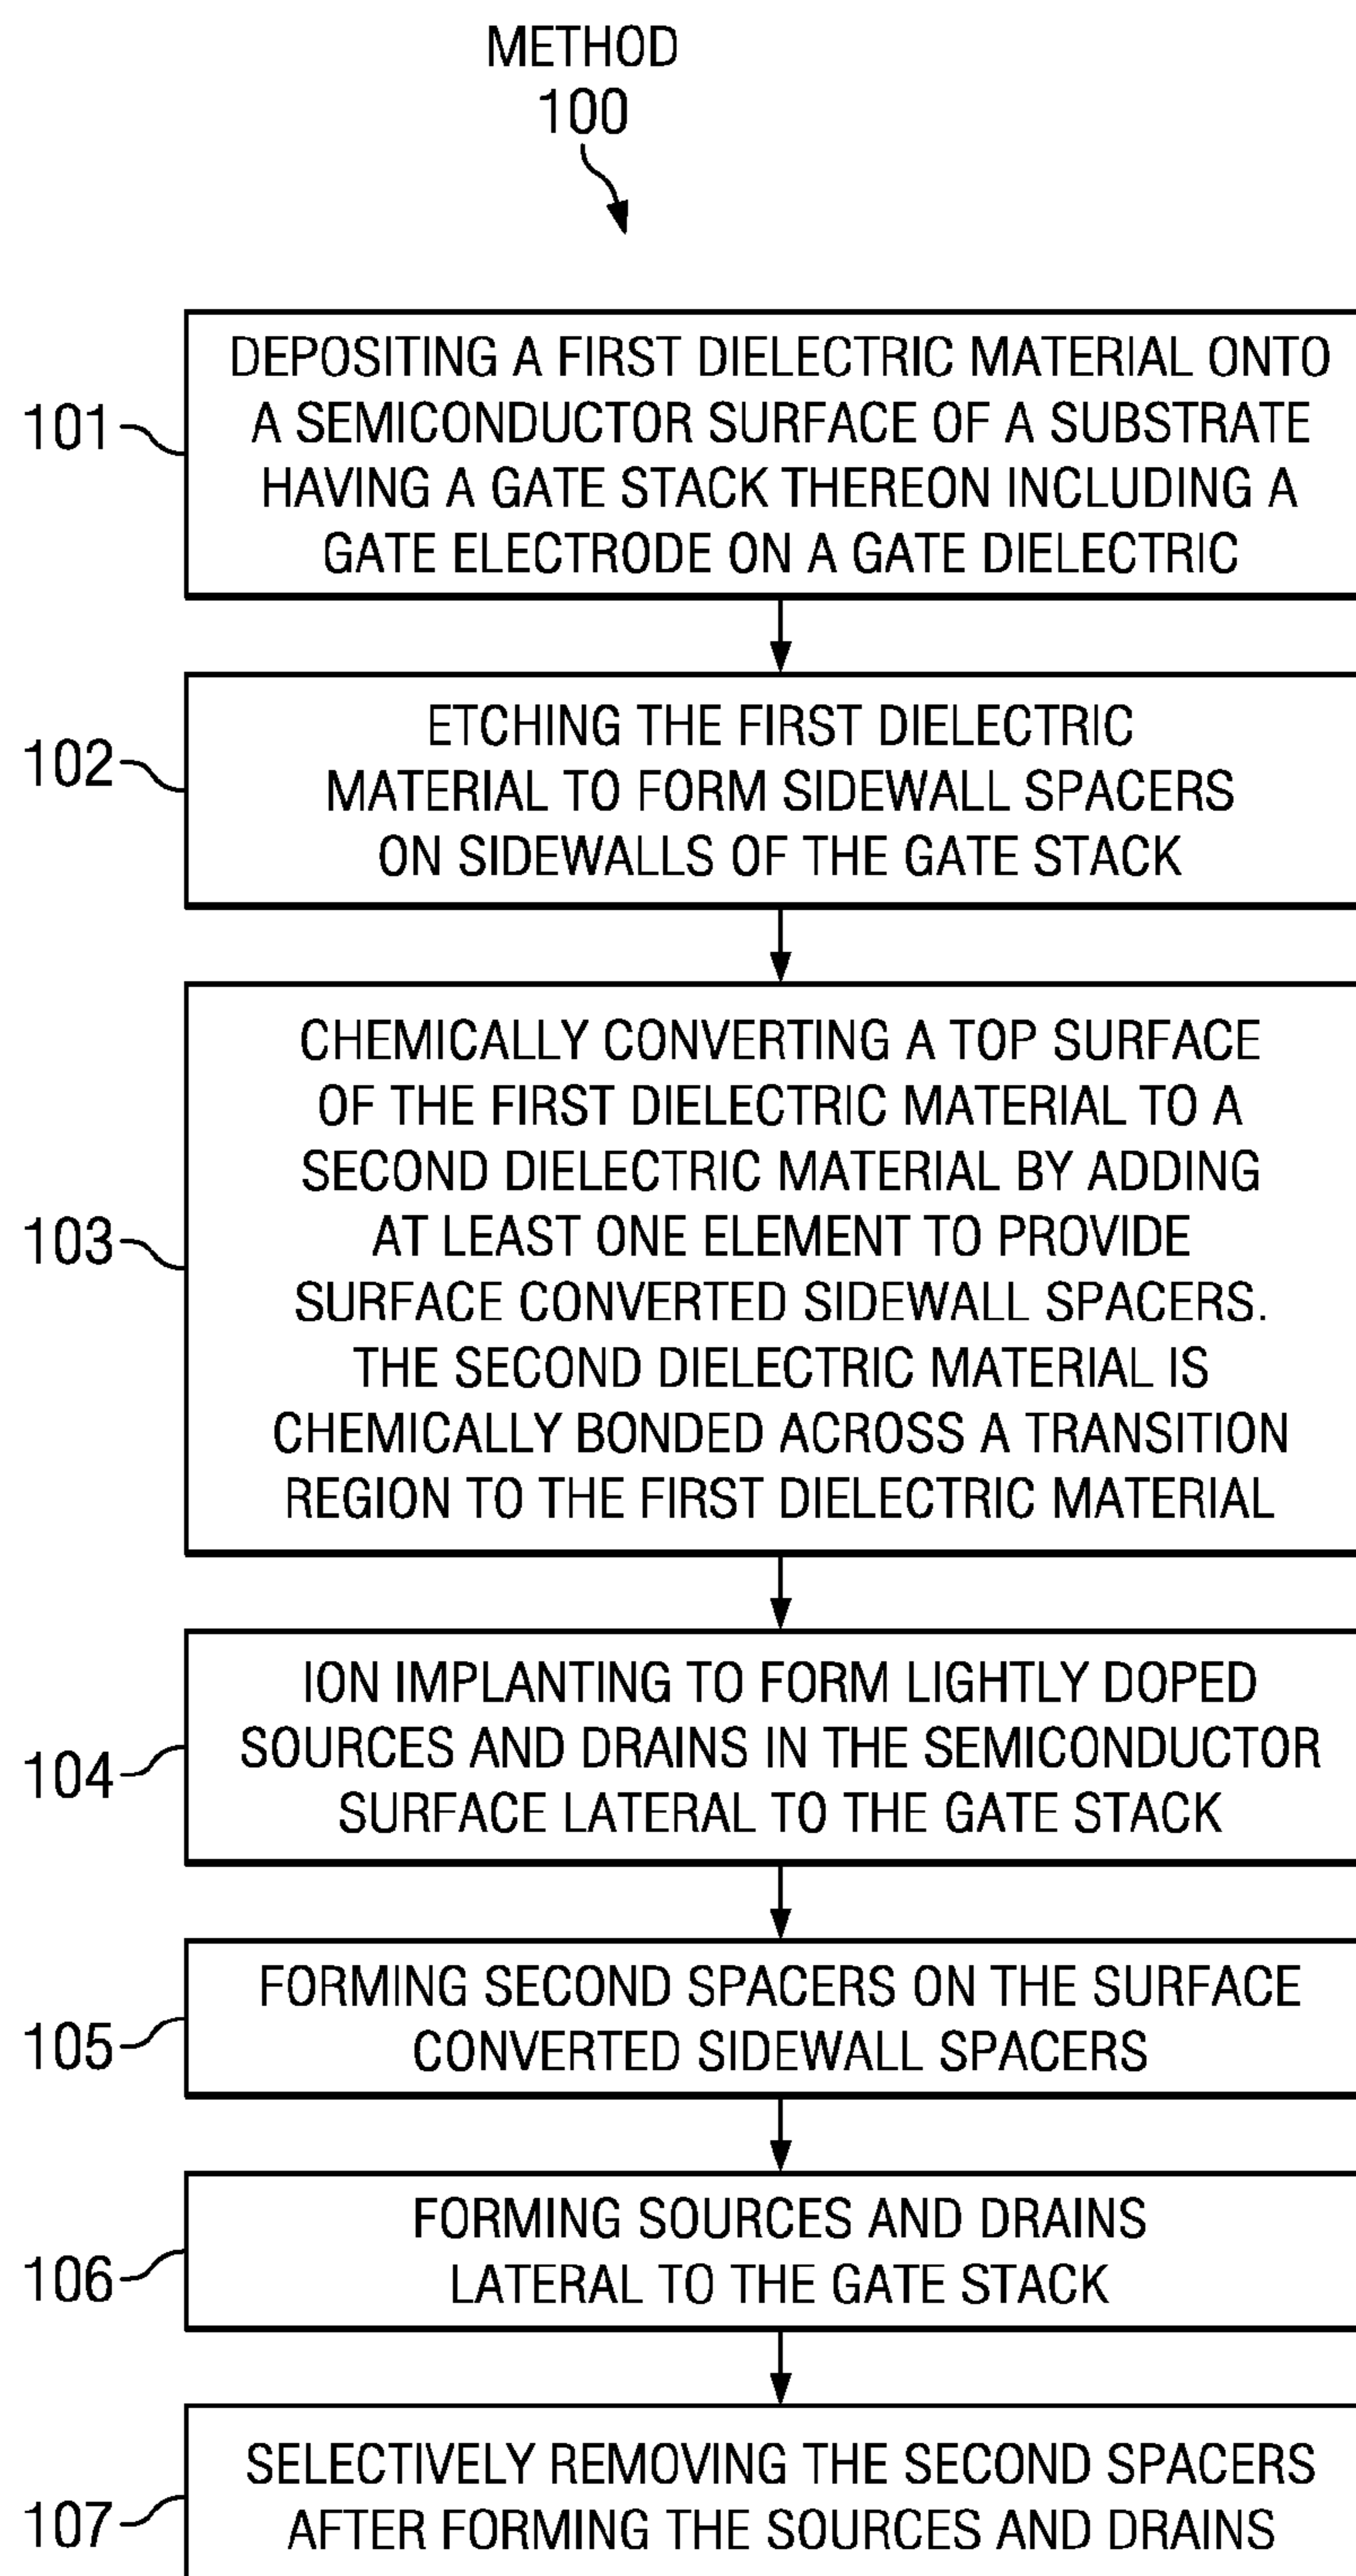 METHOD
100
101
DEPOSITING A FIRST DIELECTRIC MATERIAL ONTO
A SEMICONDUCTOR SURFACE OF A SUBSTRATE
HAVING A GATE STACK THEREON INCLUDING A
GATE ELECTRODE ON A GATE DIELECTRIC
102
ETCHING THE FIRST DIELECTRIC
MATERIAL TO FORM SIDEWALL SPACERS
ON SIDEWALLS OF THE GATE STACK
103
CHEMICALLY CONVERTING A TOP SURFACE
OF THE FIRST DIELECTRIC MATERIAL TO A
SECOND DIELECTRIC MATERIAL BY ADDING
AT LEAST ONE ELEMENT TO PROVIDE
SURFACE CONVERTED SIDEWALL SPACERS.
THE SECOND DIELECTRIC MATERIAL IS
CHEMICALLY BONDED ACROSS A TRANSITION
REGION TO THE FIRST DIELECTRIC MATERIAL
104
ION IMPLANTING TO FORM LIGHTLY DOPED
SOURCES AND DRAINS IN THE SEMICONDUCTOR
SURFACE LATERAL TO THE GATE STACK
105
FORMING SECOND SPACERS ON THE SURFACE
CONVERTED SIDEWALL SPACERS
106
FORMING SOURCES AND DRAINS
LATERAL TO THE GATE STACK
107
SELECTIVELY REMOVING THE SECOND SPACERS
AFTER FORMING THE SOURCES AND DRAINS